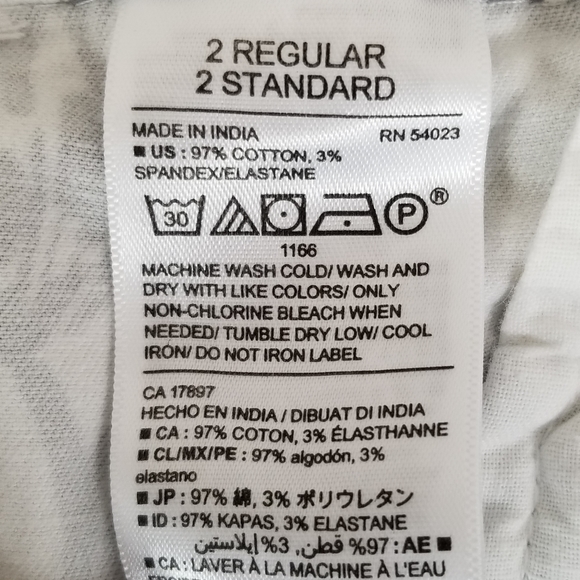 2 REGULAR
2 STANDARD
MADE IN INDIA RN 54023
■ US : 97% COTTON, 3%
SPANDEX/ELASTANE
30 P ®
1166
MACHINE WASH COLD/ WASH AND
DRY WITH LIKE COLORS/ ONLY
NON-CHLORINE BLEACH WHEN
NEEDED/ TUMBLE DRY LOW/ COOL
IRON/ DO NOT IRON LABEL
CA 17897
HECHO EN INDIA / DIBUAT DI INDIA
■ CA : 97% COTON, 3% ÉLASTHANNE
■ CL/MX/PE : 97% algodón, 3%
elastano
■ JP : 97% 綿, 3% ポリウレタン
■ ID : 97% KAPAS, 3% ELASTANE
■ AE: 97% قطن, 3% إيلاستين
■ CA : LAVER À LA MACHINE À L'EAU